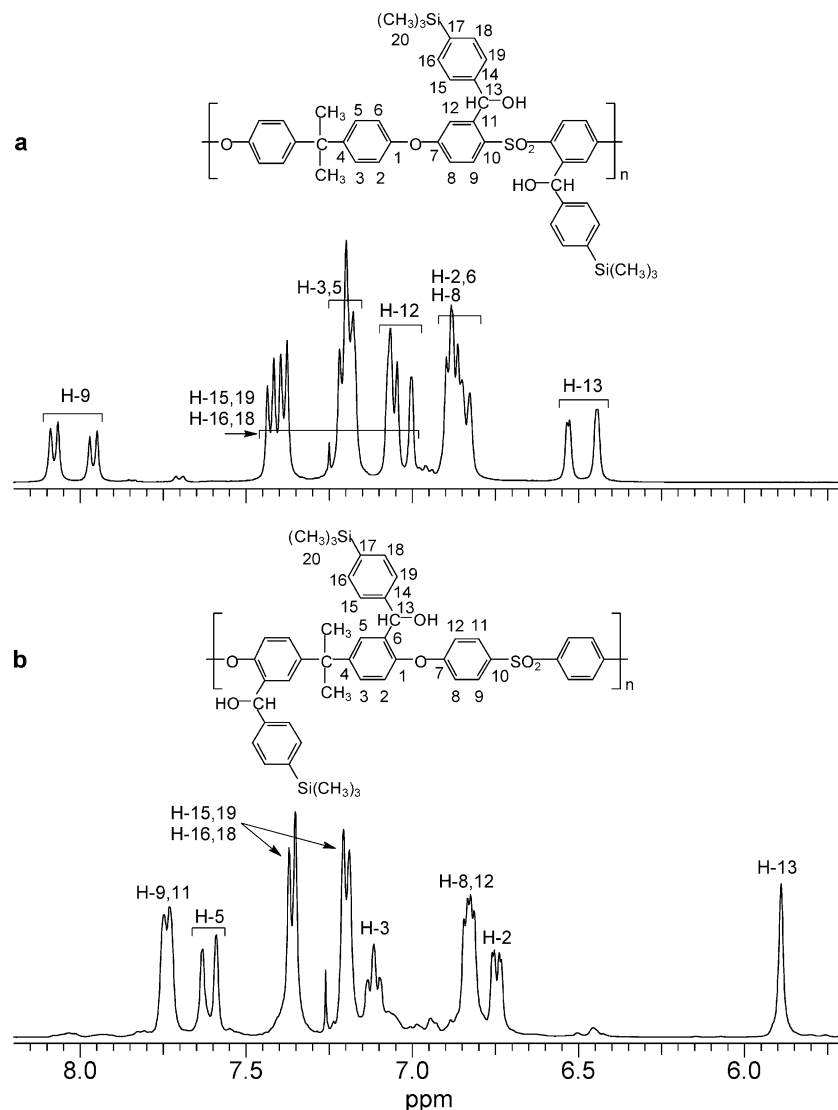 (CH3)3Si
20
17
18
16
19
15
14
13
CH
OH
12
11
a
CH3
5
6
O
4
1
O
7
10
SO2
CH3
3
2
8
9
HO
CH
n
Si(CH3)3
H-2,6
H-8
H-3,5
H-12
H-9
H-15,19
H-16,18
H-13
(CH3)3Si
20
17
18
16
19
15
14
13
CH
OH
5
6
12
11
b
CH3
O
4
1
O
7
10
SO2
CH3
3
2
8
9
HO
CH
n
Si(CH3)3
H-15,19
H-16,18
H-9,11
H-5
H-3
H-8,12
H-2
H-13
8.0 7.5 7.0 6.5 6.0
ppm